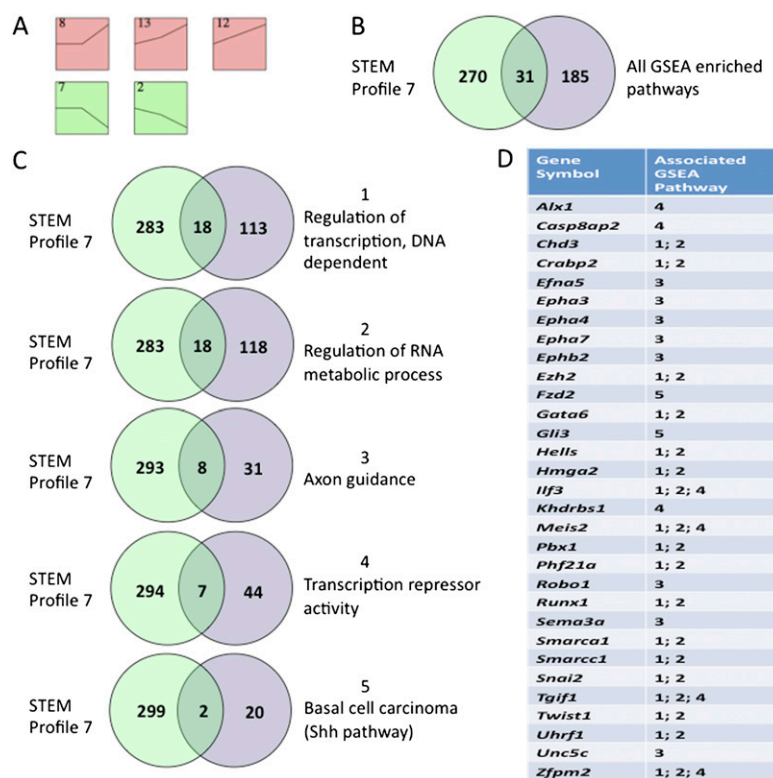 A
8
13
12
7
2
B
STEM
Profile 7
270
31
185
All GSEA enriched
pathways
C
STEM
Profile 7
283
18
113
1
Regulation of
transcription, DNA
dependent
STEM
Profile 7
283
18
118
2
Regulation of RNA
metabolic process
STEM
Profile 7
293
8
31
3
Axon guidance
STEM
Profile 7
294
7
44
4
Transcription repressor
activity
STEM
Profile 7
299
2
20
5
Basal cell carcinoma
(Shh pathway)
D
Gene Symbol | Associated GSEA Pathway
Alx1 4
Casp8ap2 4
Chd3 1; 2
Crabp2 1; 2
Efna5 3
Epha3 3
Epha4 3
Epha7 3
Ephb2 3
Ezh2 1; 2
Fzd2 5
Gata6 1; 2
Gli3 5
Hells 1; 2
Hmga2 1; 2
Ilf3 1; 2; 4
Khdrbs1 4
Meis2 1; 2; 4
Pbx1 1; 2
Phf21a 1; 2
Robo1 3
Runx1 1; 2
Sema3a 3
Smarca1 1; 2
Smarcc1 1; 2
Snai2 1; 2
Tgif1 1; 2; 4
Twist1 1; 2
Uhrf1 1; 2
Unc5c 3
Zfpm2 1; 2; 4